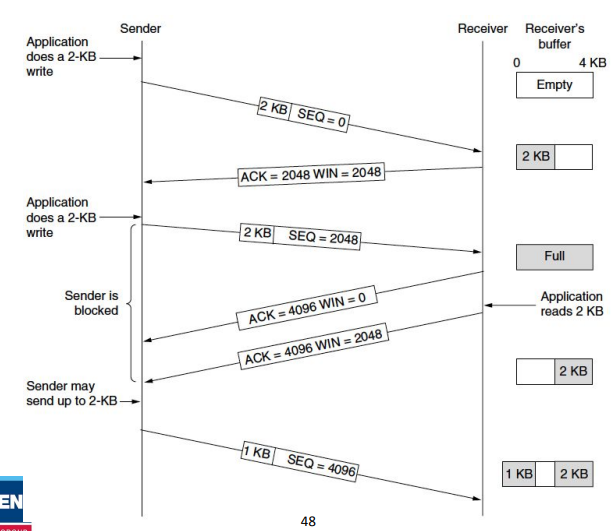 Sender
Receiver
Receiver's
buffer
Application
does a 2-KB
write
0
4 KB
Empty
2 KB SEQ = 0
2 KB
ACK = 2048 WIN = 2048
Application
does a 2-KB
write
2 KB SEQ = 2048
Full
Sender is
blocked
ACK = 4096 WIN = 0
Application
reads 2 KB
ACK = 4096 WIN = 2048
2 KB
Sender may
send up to 2-KB
1 KB SEQ = 4096
1 KB 2 KB
EN
48